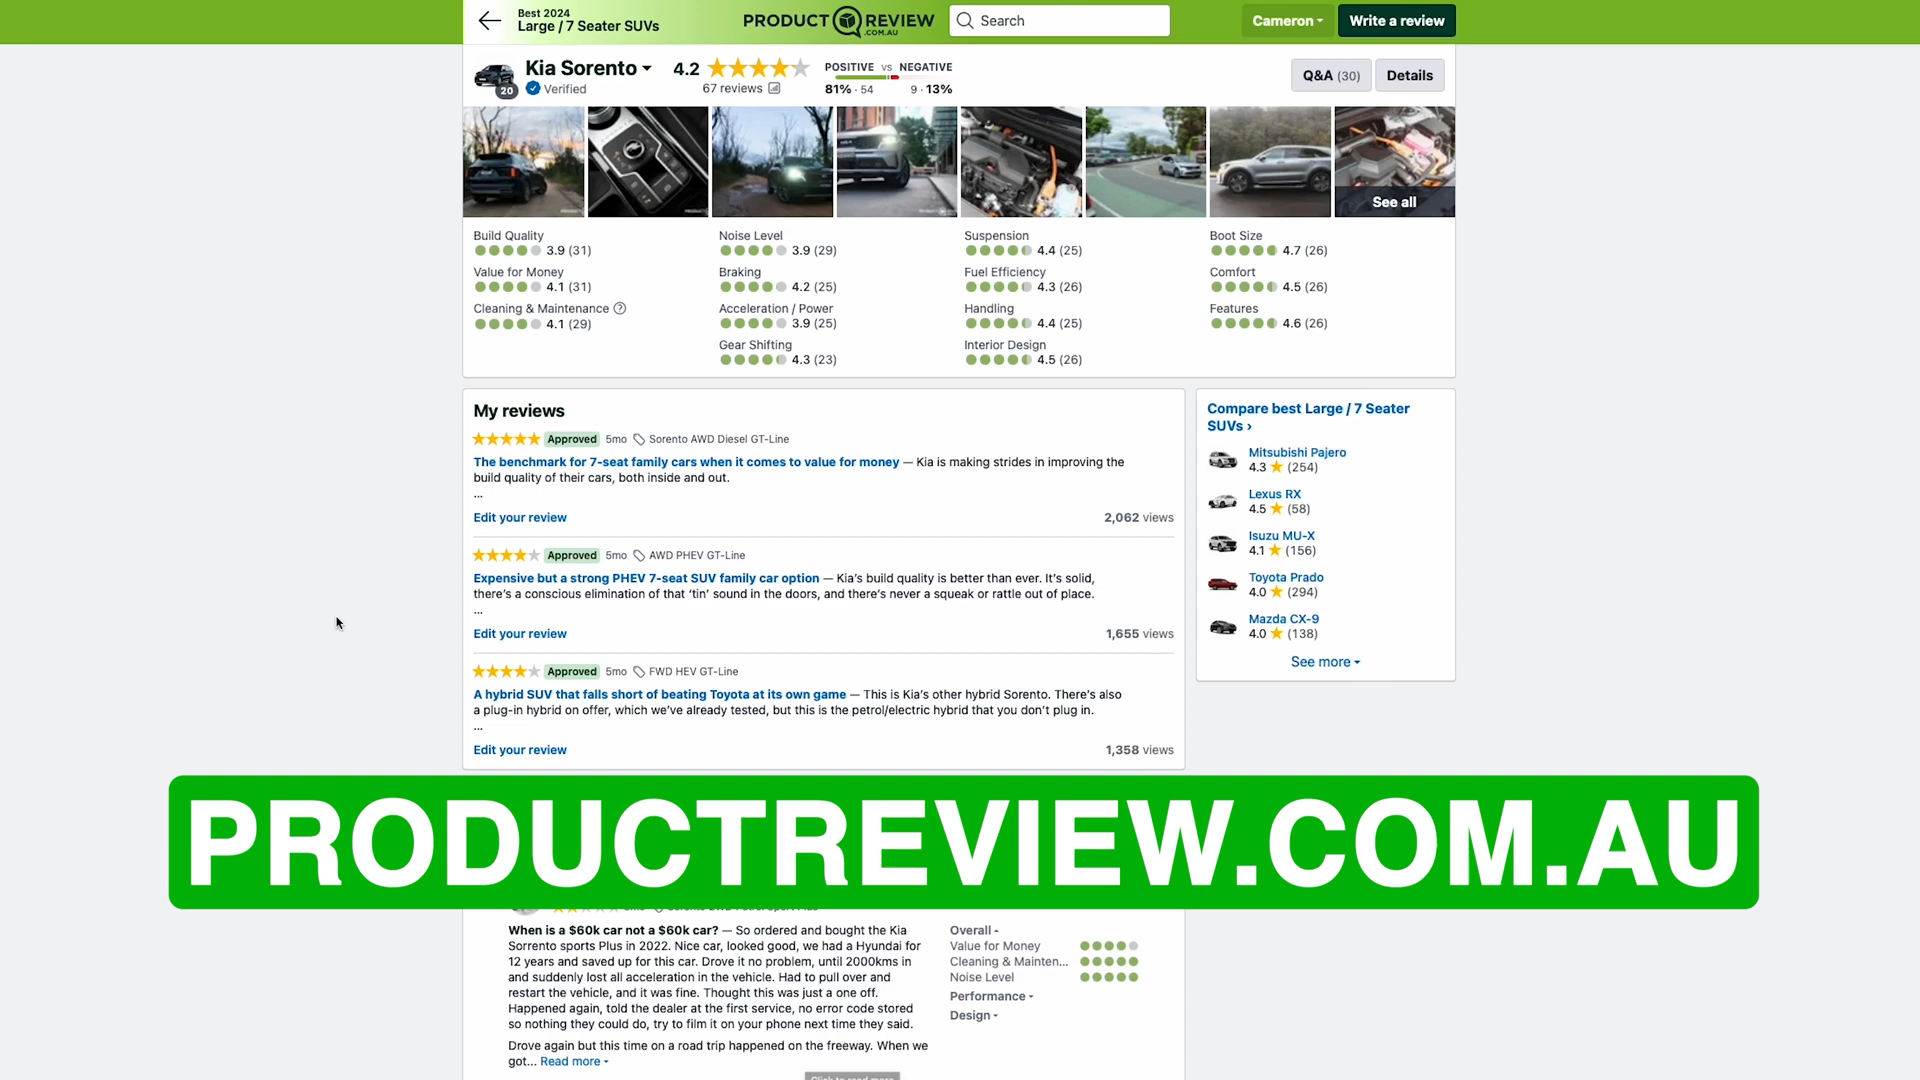 Best 2024
Large / 7 Seater SUVs
PRODUCT REVIEW
.COM.AU
Search
Cameron
Write a review
Kia Sorento
4.2
POSITIVE vs NEGATIVE
20
Verified
67 reviews
81% · 54
9 · 13%
Q&A (30)
Details
See all
Build Quality
3.9 (31)
Value for Money
4.1 (31)
Cleaning & Maintenance
4.1 (29)
Noise Level
3.9 (29)
Braking
4.2 (25)
Acceleration / Power
3.9 (25)
Gear Shifting
4.3 (23)
Suspension
4.4 (25)
Fuel Efficiency
4.3 (26)
Handling
4.4 (25)
Interior Design
4.5 (26)
Boot Size
4.7 (26)
Comfort
4.5 (26)
Features
4.6 (26)
My reviews
Approved 5mo Sorento AWD Diesel GT-Line
The benchmark for 7-seat family cars when it comes to value for money — Kia is making strides in improving the
build quality of their cars, both inside and out.
...
Edit your review
2,062 views
Approved 5mo AWD PHEV GT-Line
Expensive but a strong PHEV 7-seat SUV family car option — Kia’s build quality is better than ever. It’s solid,
there’s a conscious elimination of that ‘tin’ sound in the doors, and there’s never a squeak or rattle out of place.
...
Edit your review
1,655 views
Approved 5mo FWD HEV GT-Line
A hybrid SUV that falls short of beating Toyota at its own game — This is Kia’s other hybrid Sorento. There’s also
a plug-in hybrid on offer, which we’ve already tested, but this is the petrol/electric hybrid that you don’t plug in.
...
Edit your review
1,358 views
Compare best Large / 7 Seater
SUVs ›
Mitsubishi Pajero
4.3 ★ (254)
Lexus RX
4.5 ★ (58)
Isuzu MU-X
4.1 ★ (156)
Toyota Prado
4.0 ★ (294)
Mazda CX-9
4.0 ★ (138)
See more
PRODUCTREVIEW.COM.AU
When is a $60k car not a $60k car? — So ordered and bought the Kia
Sorrento sports Plus in 2022. Nice car, looked good, we had a Hyundai for
12 years and saved up for this car. Drove it no problem, until 2000kms in
and suddenly lost all acceleration in the vehicle. Had to pull over and
restart the vehicle, and it was fine. Thought this was just a one off.
Happened again, told the dealer at the first service, no error code stored
so nothing they could do, try to film it on your phone next time they said.
Drove again but this time on a road trip happened on the freeway. When we
got... Read more
Overall
Value for Money
Cleaning & Mainten...
Noise Level
Performance
Design